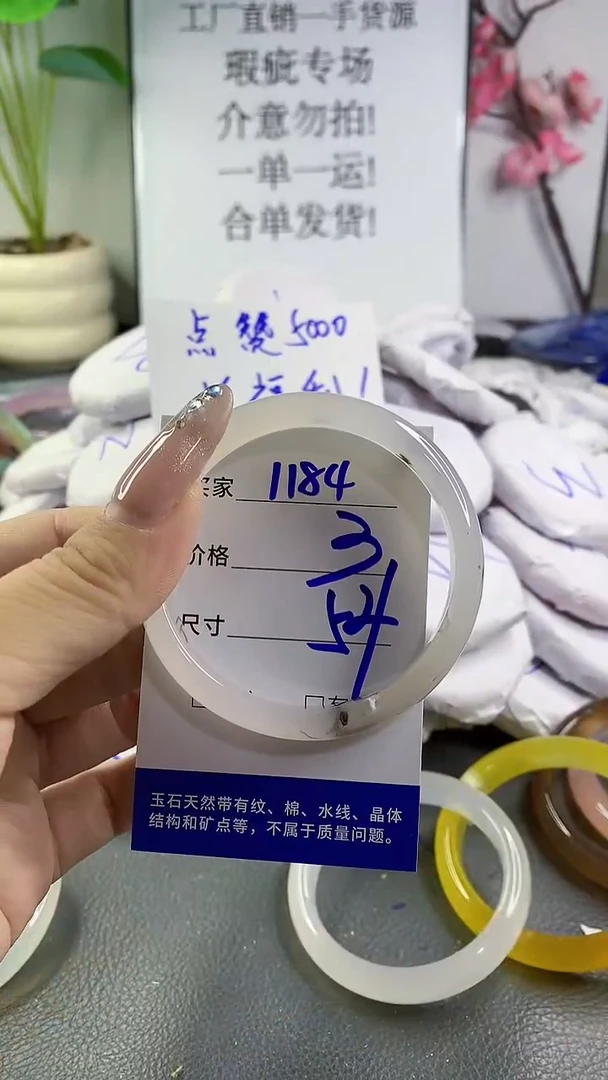 工厂直销一手货源
瑕疵专场
介意勿拍!
一单一运!
合单发货!
点赞5000
买家 1184
价格 3
尺寸 54
玉石天然带有纹、棉、水线、晶体
结构和矿点等，不属于质量问题。